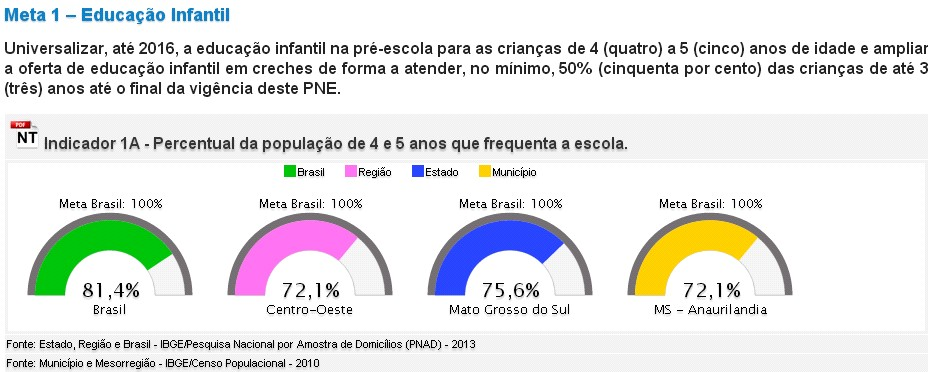 Meta 1 – Educação Infantil
Universalizar, até 2016, a educação infantil na pré-escola para as crianças de 4 (quatro) a 5 (cinco) anos de idade e ampliar
a oferta de educação infantil em creches de forma a atender, no mínimo, 50% (cinquenta por cento) das crianças de até 3
(três) anos até o final da vigência deste PNE.
PDF
NT
Indicador 1A - Percentual da população de 4 e 5 anos que frequenta a escola.
Brasil Região Estado Município
Meta Brasil: 100% Meta Brasil: 100% Meta Brasil: 100% Meta Brasil: 100%
81,4% 72,1% 75,6% 72,1%
Brasil Centro-Oeste Mato Grosso do Sul MS - Anaurilandia
Fonte: Estado, Região e Brasil - IBGE/Pesquisa Nacional por Amostra de Domicílios (PNAD) - 2013
Fonte: Município e Mesorregião - IBGE/Censo Populacional - 2010